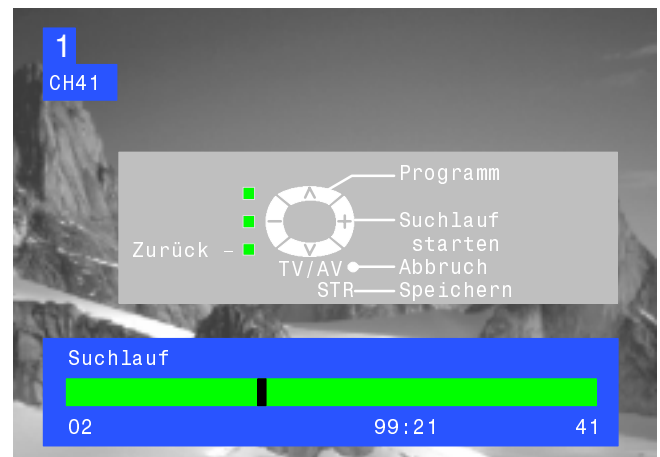 1
CH41
Programm
Suchlauf
starten
Zurück –
TV/AV Abbruch
STR Speichern
Suchlauf
02 99:21 41